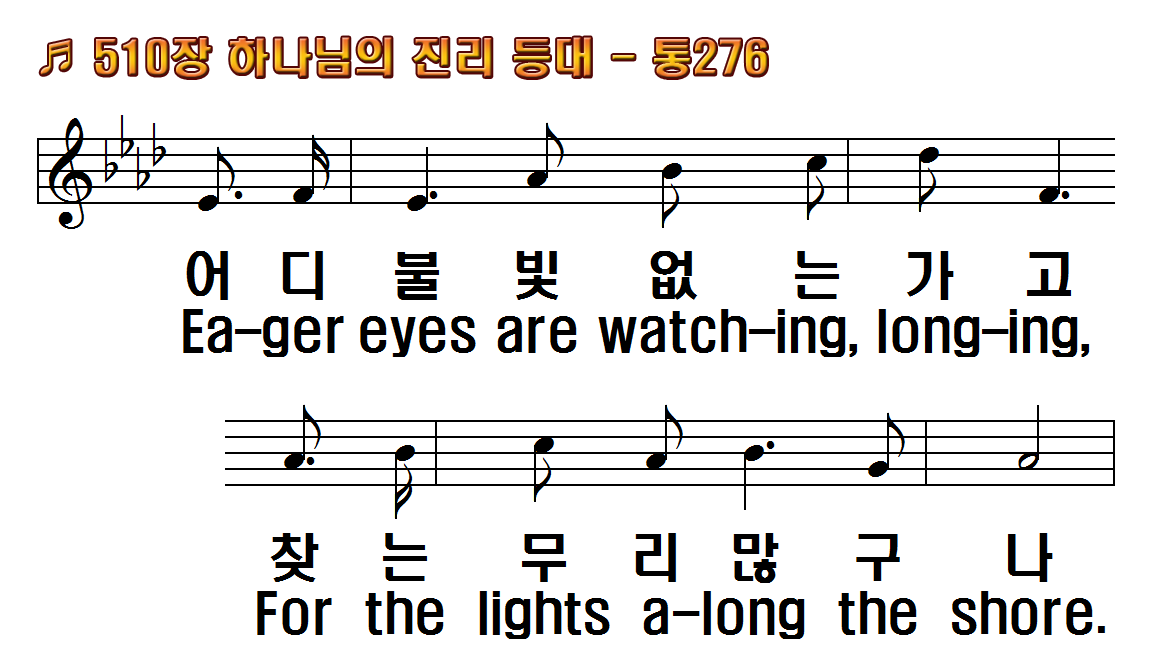 ♬ 510장 하나님의 진리 등대 - 통276
어 디 불 빛 없 는 가 고
Ea-ger eyes are watch-ing, long-ing,
찾 는 무 리 많 구 나
For the lights a-long the shore.